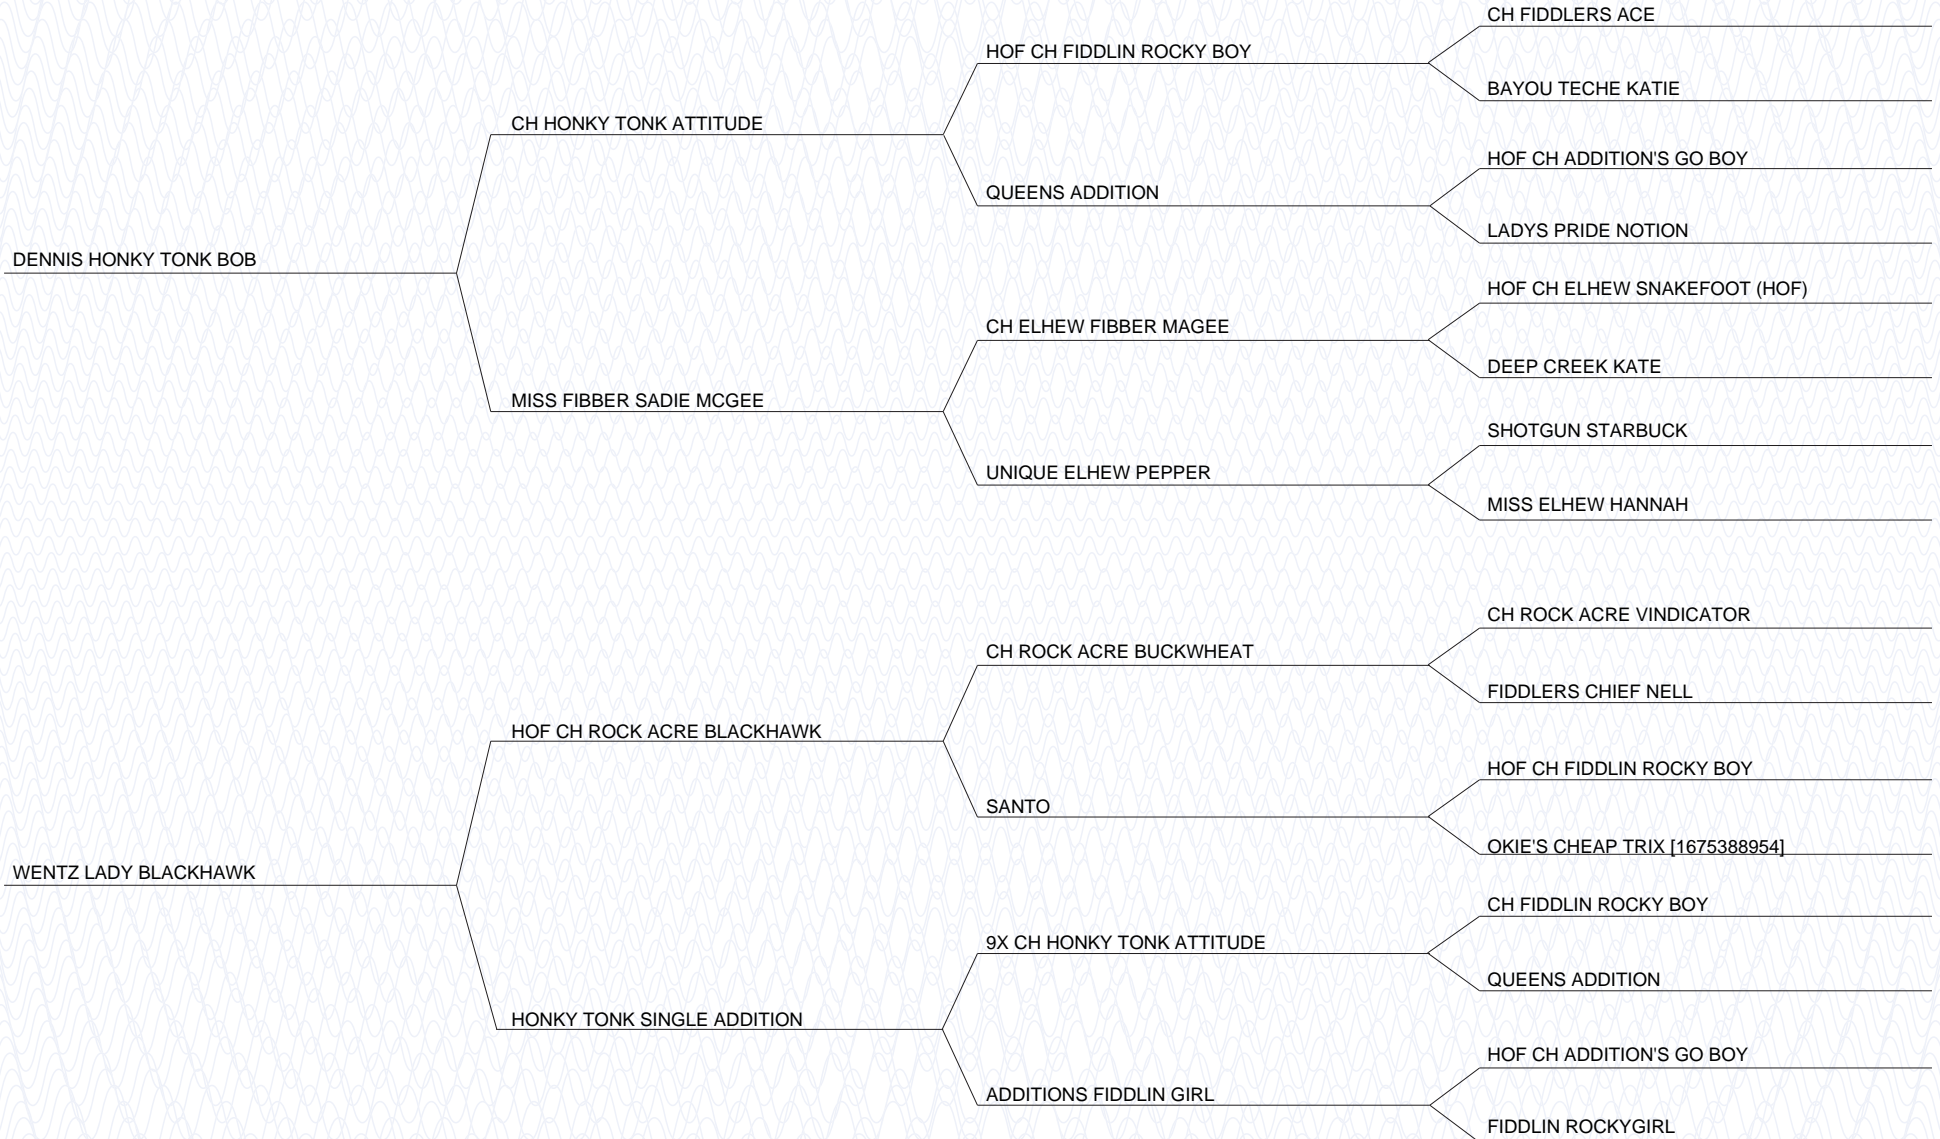 CH FIDDLERS ACE
HOF CH FIDDLIN ROCKY BOY
BAYOU TECHE KATIE
CH HONKY TONK ATTITUDE
HOF CH ADDITION'S GO BOY
QUEENS ADDITION
LADYS PRIDE NOTION
DENNIS HONKY TONK BOB
HOF CH ELHEW SNAKEFOOT (HOF)
CH ELHEW FIBBER MAGEE
DEEP CREEK KATE
MISS FIBBER SADIE MCGEE
SHOTGUN STARBUCK
UNIQUE ELHEW PEPPER
MISS ELHEW HANNAH
CH ROCK ACRE VINDICATOR
CH ROCK ACRE BUCKWHEAT
FIDDLERS CHIEF NELL
HOF CH ROCK ACRE BLACKHAWK
HOF CH FIDDLIN ROCKY BOY
SANTO
OKIE'S CHEAP TRIX [1675388954]
WENTZ LADY BLACKHAWK
CH FIDDLIN ROCKY BOY
9X CH HONKY TONK ATTITUDE
QUEENS ADDITION
HONKY TONK SINGLE ADDITION
HOF CH ADDITION'S GO BOY
ADDITIONS FIDDLIN GIRL
FIDDLIN ROCKYGIRL